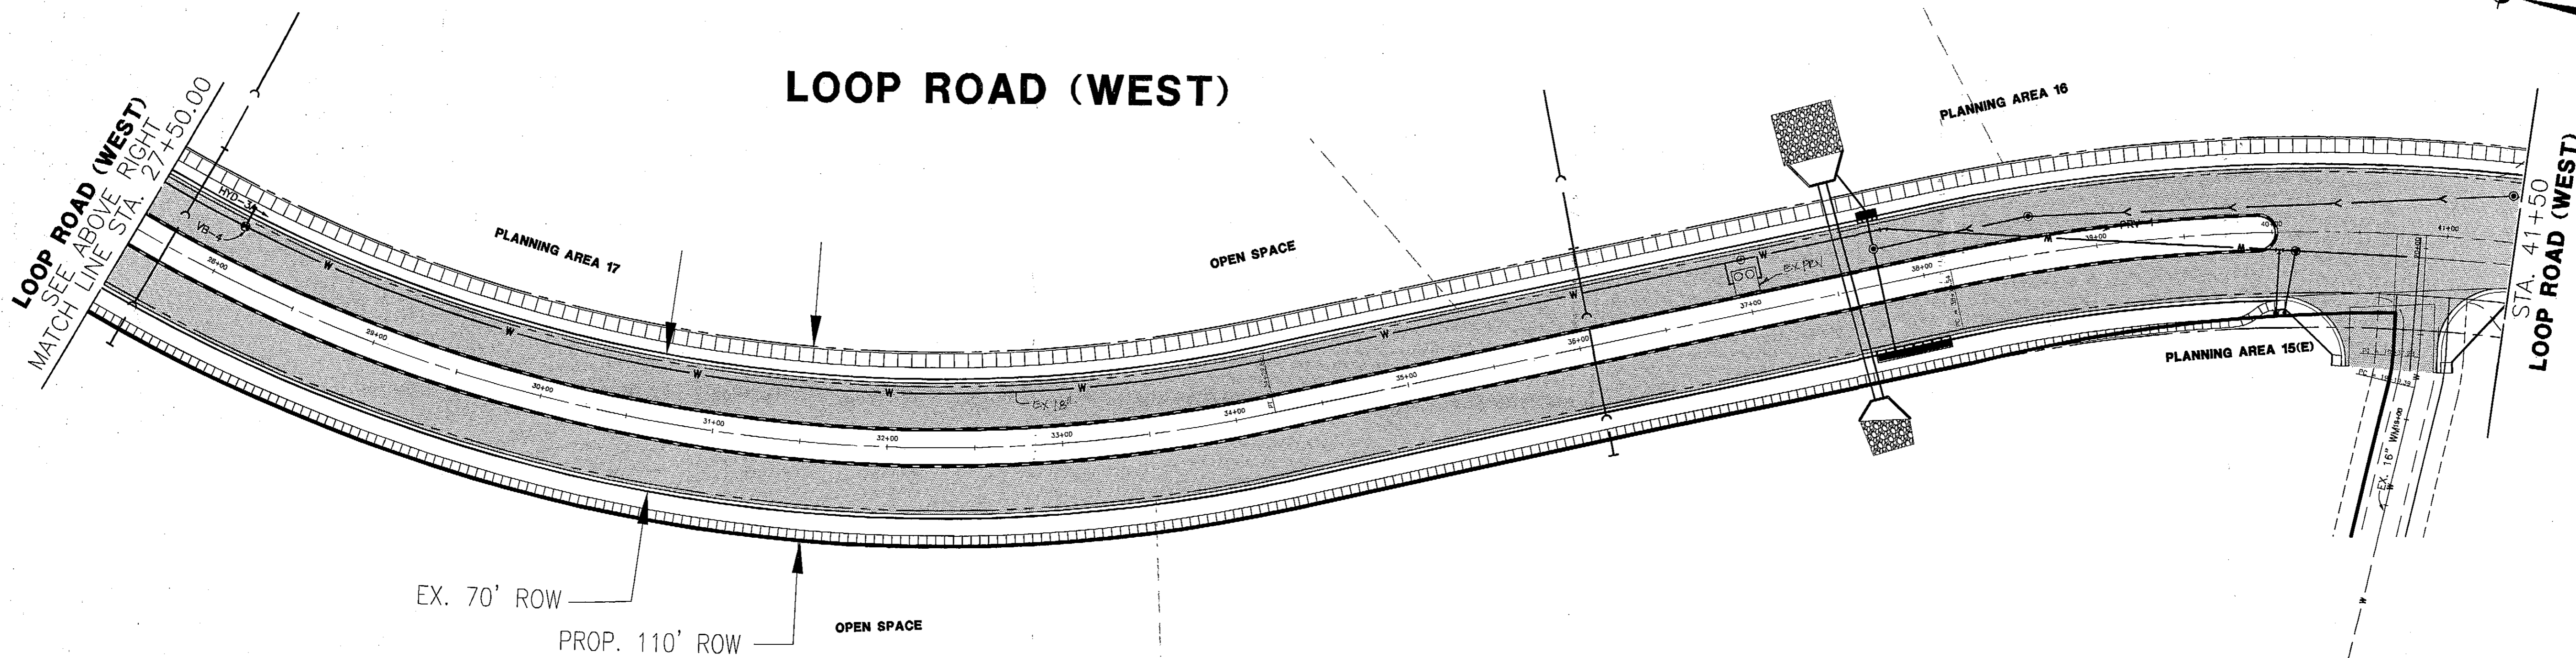 LOOP ROAD (WEST)
LOOP ROAD (WEST)
SEE ABOVE RIGHT
MATCH LINE STA. 27+50.00
HYD-3
VB-4
PLANNING AREA 17
OPEN SPACE
PLANNING AREA 16
W
W
W
W
W
W
W
W
EX 18"
EX PRV
PRV
W
W
28+00
29+00
30+00
31+00
32+00
33+00
34+00
35+00
36+00
37+00
38+00
39+00
40+00
41+00
PLANNING AREA 15(E)
STA. 41+50
LOOP ROAD (WEST)
EX. 16" WM
W
W
EX. 70' ROW
PROP. 110' ROW
OPEN SPACE